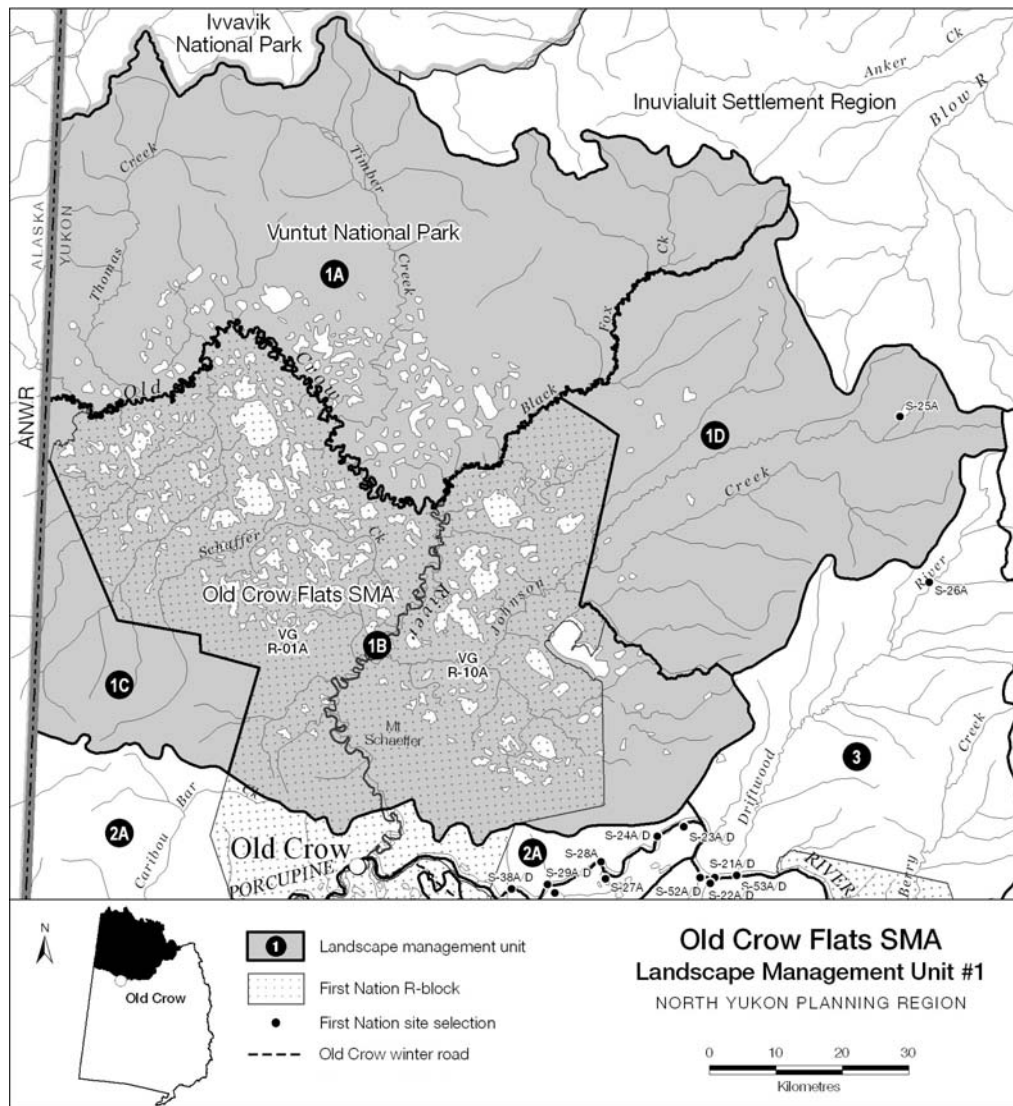 Ivvavik
National Park
Anker Ck
Blow R
Inuvialuit Settlement Region
Creek
Timber
ALASKA
YUKON
Vuntut National Park
Ck
1A
Thomas
Creek
Fox
Old
Crow
Black
ANWR
S-25A
1D
Creek
Schaffer
Ck
River
Old Crow Flats SMA
Johnson
River
S-26A
VG
R-01A
1B
VG
R-10A
1C
Mt
Schaeffer
Driftwood
3
Creek
2A
Caribou Bar Ck
Old Crow
PORCUPINE
2A
S-24A/D
S-23A/D
S-28A
S-38A/D
S-29A/D
S-27A
S-21A/D
S-52A/D
S-53A/D
S-22A/D
RIVER
Berry
N
Old Crow
1 Landscape management unit
First Nation R-block
First Nation site selection
Old Crow winter road
Old Crow Flats SMA
Landscape Management Unit #1
NORTH YUKON PLANNING REGION
0 10 20 30
Kilometres